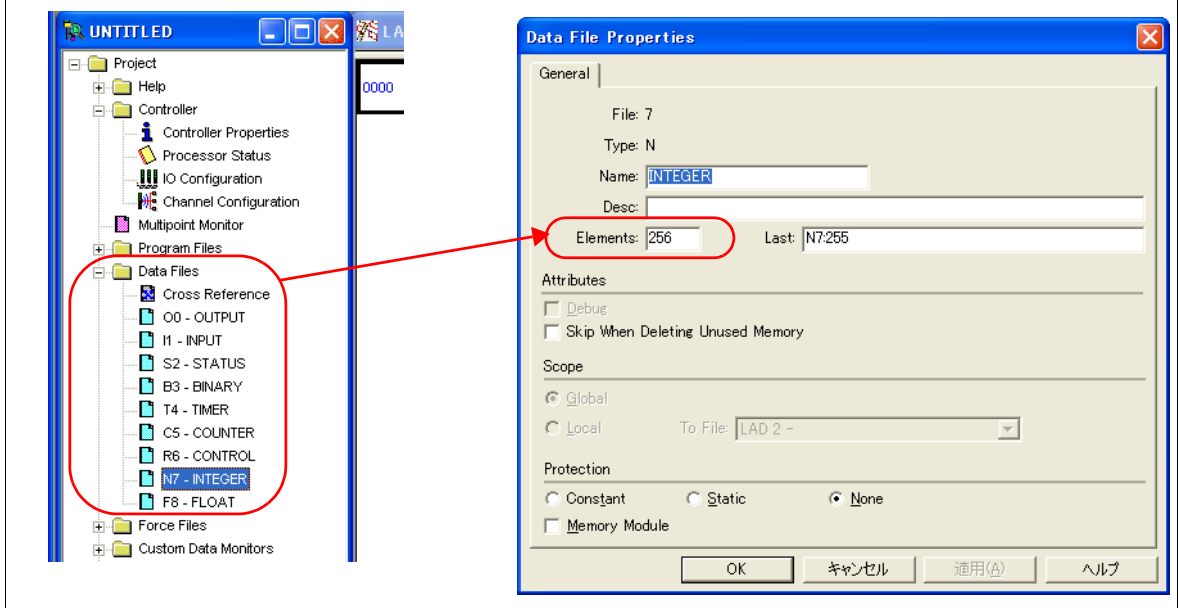 UNTITLED
Project
Help
Controller
Controller Properties
Processor Status
IO Configuration
Channel Configuration
Multipoint Monitor
Program Files
Data Files
Cross Reference
O0 - OUTPUT
I1 - INPUT
S2 - STATUS
B3 - BINARY
T4 - TIMER
C5 - COUNTER
R6 - CONTROL
N7 - INTEGER
F8 - FLOAT
Force Files
Custom Data Monitors
LA
0000
Data File Properties
General
File: 7
Type: N
Name: INTEGER
Desc:
Elements: 256 Last: N7:255
Attributes
Debug
Skip When Deleting Unused Memory
Scope
Global
Local To File: LAD 2 -
Protection
Constant Static None
Memory Module
OK キャンセル 適用(A) ヘルプ